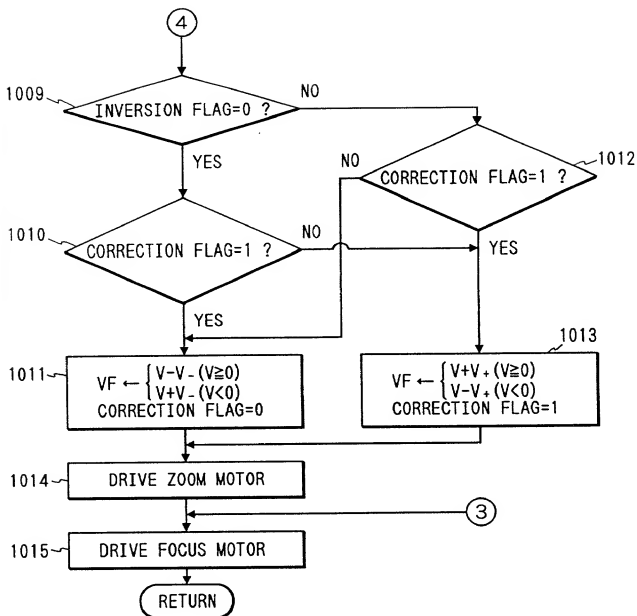 ④
1009
INVERSION FLAG=0 ?
NO
YES
NO
CORRECTION FLAG=1 ?
1012
1010
CORRECTION FLAG=1 ?
NO
YES
YES
1013
1011
VF ← { V−V₋ (V≧0)
V+V₋ (V<0)
CORRECTION FLAG=0
VF ← { V+V₊ (V≧0)
V−V₊ (V<0)
CORRECTION FLAG=1
1014
DRIVE ZOOM MOTOR
③
1015
DRIVE FOCUS MOTOR
RETURN